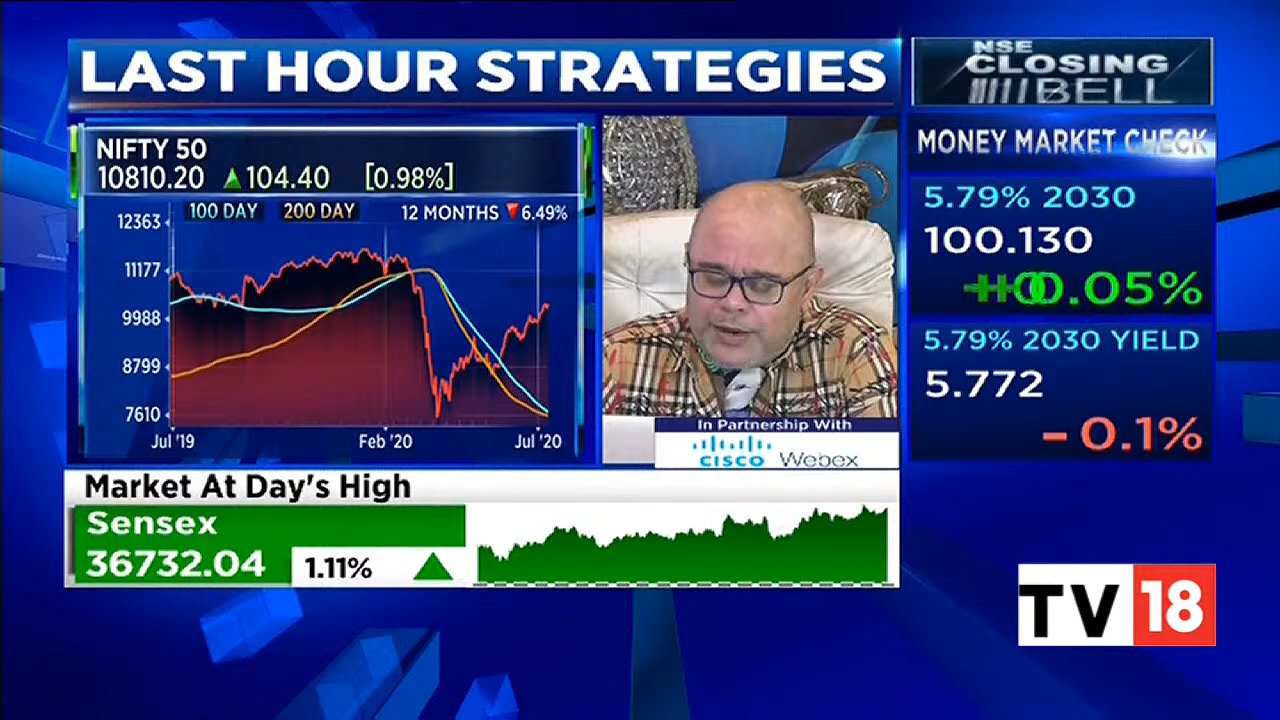 LAST HOUR STRATEGIES
NSE
CLOSING
BELL
NIFTY 50
10810.20 ▲104.40 [0.98%]
100 DAY 200 DAY 12 MONTHS ▼6.49%
12363
11177
9988
8799
7610
Jul '19 Feb '20 Jul '20
MONEY MARKET CHECK
5.79% 2030
100.130
0.05%
5.79% 2030 YIELD
5.772
-0.1%
In Partnership With
CISCO Webex
Market At Day's High
Sensex
36732.04 1.11% ▲
TV18